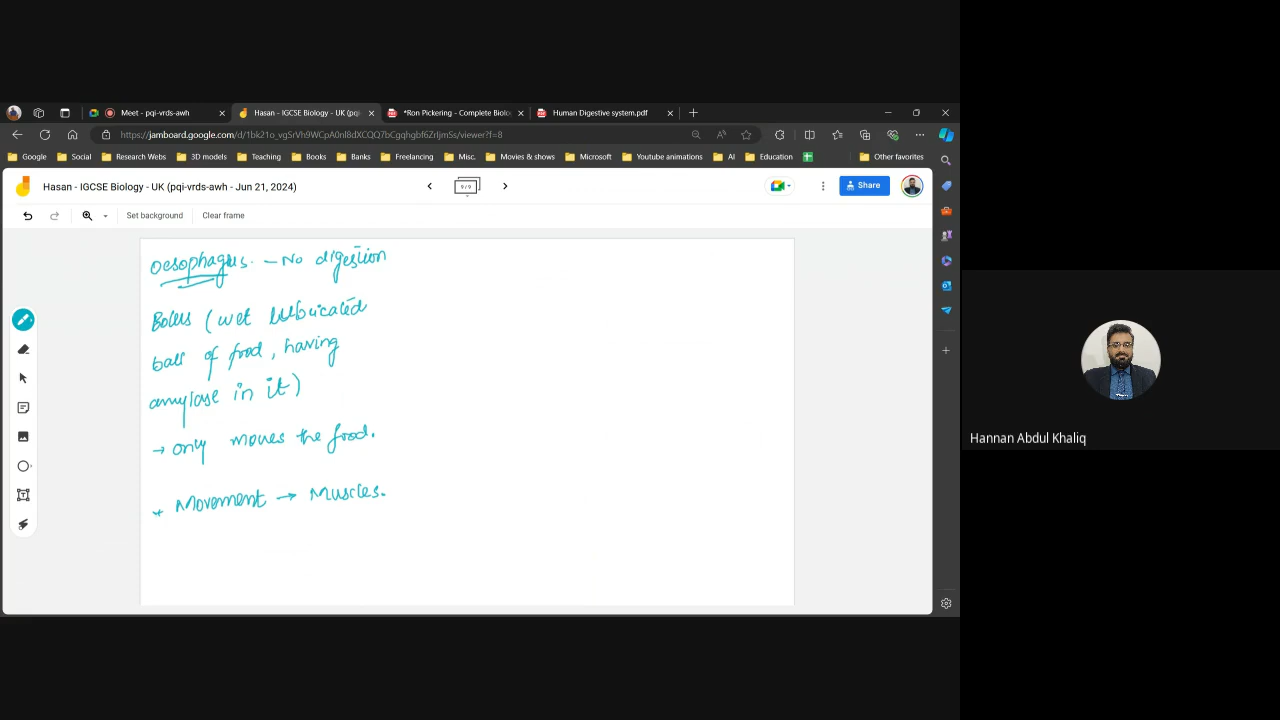 Meet - pqi-vrds-awh
Hasan - IGCSE Biology - UK (pqi
*Ron Pickering - Complete Biolo
Human Digestive system.pdf
https://jamboard.google.com/d/1bk21o_vgSrVh9WCpA0nI8dXCQQ7bCgqhgbf6ZrIjmSs/viewer?f=8
Google Social Research Webs 3D models Teaching Books Banks Freelancing Misc. Movies & shows Microsoft Youtube animations AI Education Other favorites
Hasan - IGCSE Biology - UK (pqi-vrds-awh - Jun 21, 2024)
9/9
Share
Set background Clear frame
Oesophagus. - No digestion
Bolus (wet lubricated
ball of food, having
amylase in it)
→ only moves the food.
* Movement → Muscles.
Hannan Abdul Khaliq